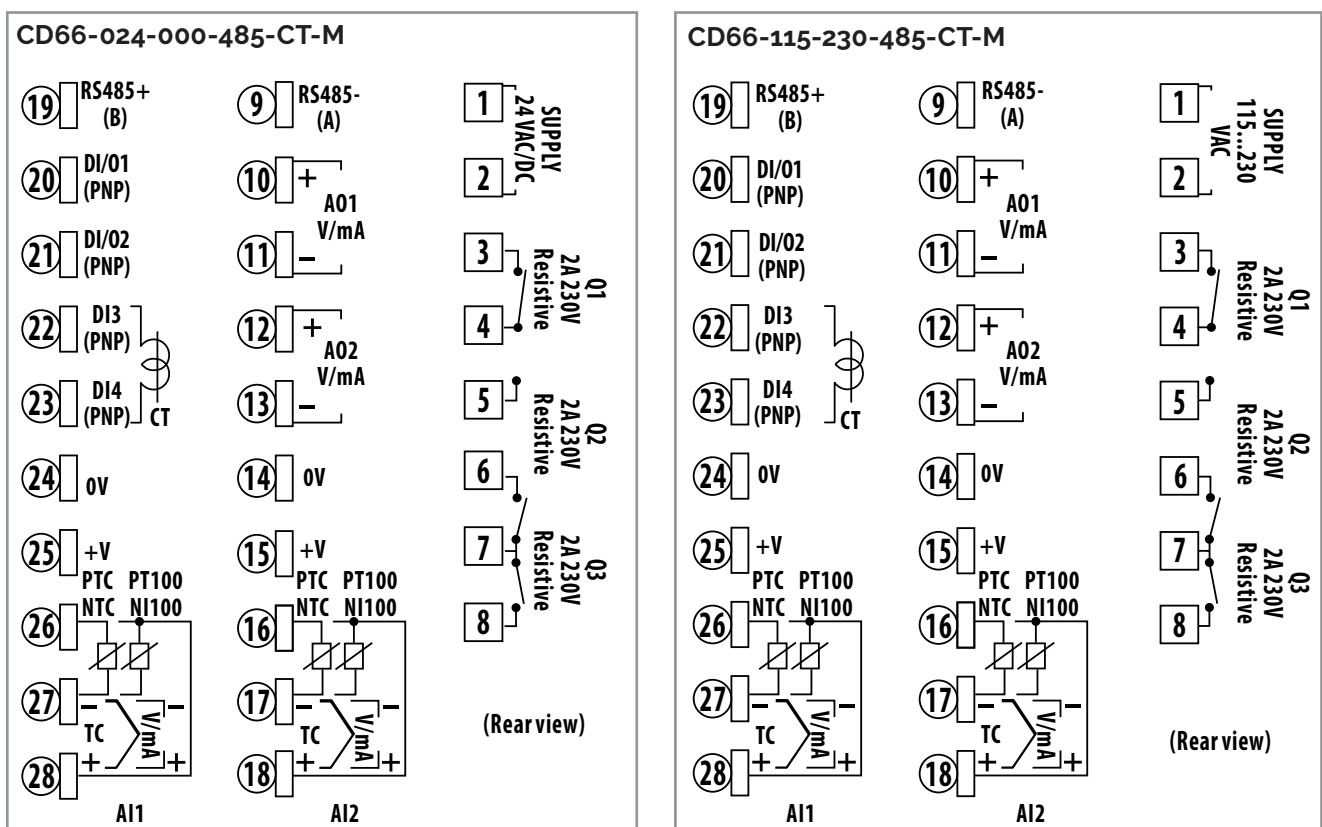 CD66-024-000-485-CT-M
19 RS485+
(B)
20 DI/O1
(PNP)
21 DI/O2
(PNP)
22 DI3
(PNP)
23 DI4
(PNP)
CT
24 0V
25 +V
PTC PT100
NTC NI100
26
27 −
TC
V/mA
−
28 +
+
AI1
9 RS485-
(A)
10 +
AO1
V/mA
11 −
12 +
AO2
V/mA
13 −
14 0V
15 +V
PTC PT100
NTC NI100
16
17 −
TC
V/mA
−
18 +
+
AI2
1
2
SUPPLY
24 VAC/DC
3
4
Q1
2A 230V
Resistive
5
6
Q2
2A 230V
Resistive
7
8
Q3
2A 230V
Resistive
(Rear view)
CD66-115-230-485-CT-M
19 RS485+
(B)
20 DI/O1
(PNP)
21 DI/O2
(PNP)
22 DI3
(PNP)
23 DI4
(PNP)
CT
24 0V
25 +V
PTC PT100
NTC NI100
26
27 −
TC
V/mA
−
28 +
+
AI1
9 RS485-
(A)
10 +
AO1
V/mA
11 −
12 +
AO2
V/mA
13 −
14 0V
15 +V
PTC PT100
NTC NI100
16
17 −
TC
V/mA
−
18 +
+
AI2
1
2
SUPPLY
115...230
VAC
3
4
Q1
2A 230V
Resistive
5
6
Q2
2A 230V
Resistive
7
8
Q3
2A 230V
Resistive
(Rear view)